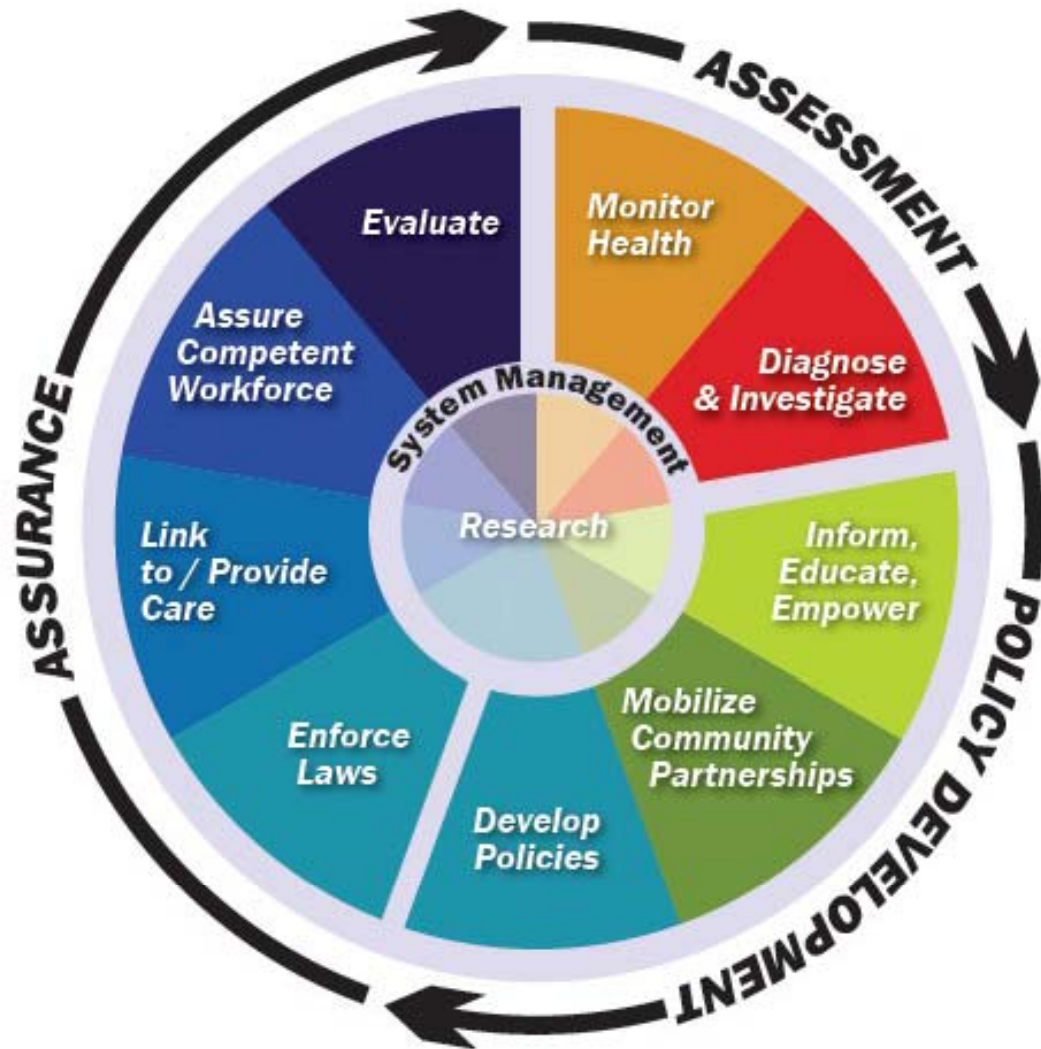 ASSESSMENT
Monitor
Health
Diagnose
& Investigate
POLICY DEVELOPMENT
Inform,
Educate,
Empower
Mobilize
Community
Partnerships
Develop
Policies
ASSURANCE
Enforce
Laws
Link
to / Provide
Care
Assure
Competent
Workforce
Evaluate
System Management
Research